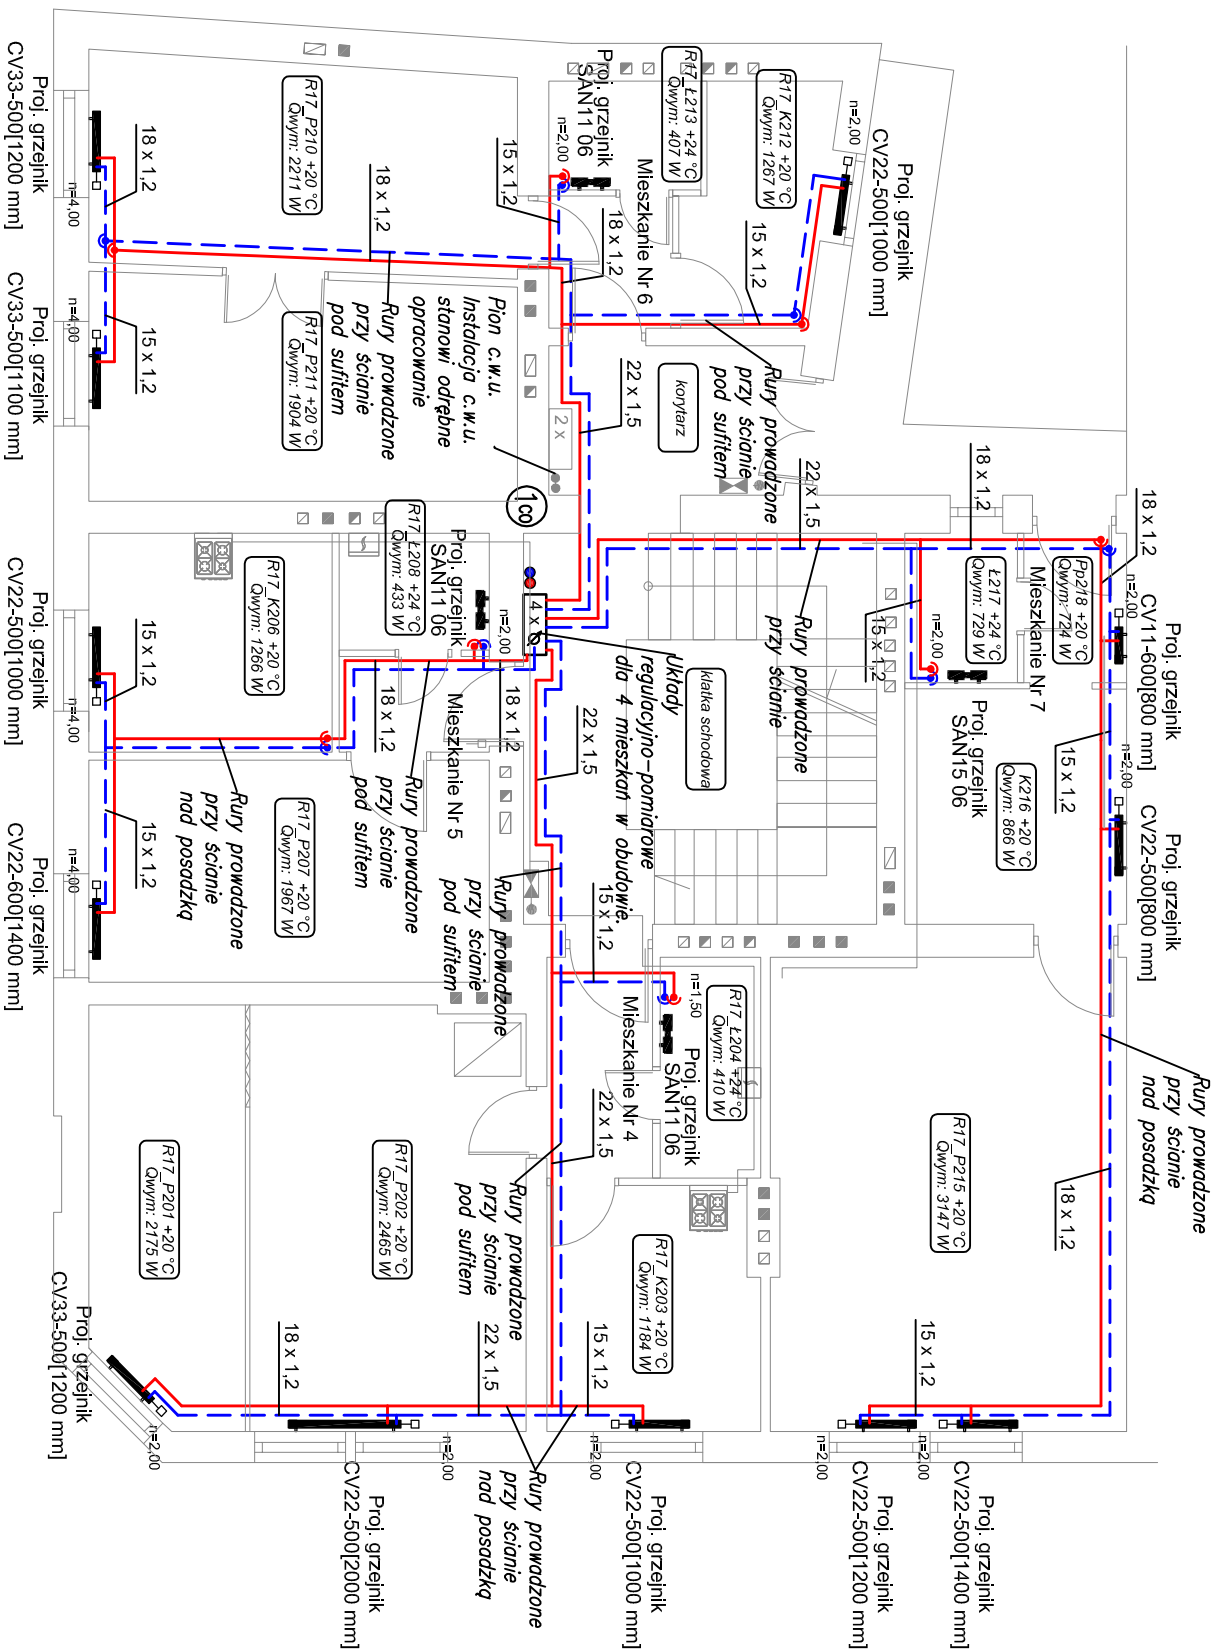 Proj. grzejnik
CV33-500[1200 mm]
n=4,00
18 x 1,2
R17_P210 +20 °C
Qwym: 2211 W
18 x 1,2
15 x 1,2
Proj. grzejnik
SAN11 06
n=2,00
R17_Ł213 +24 °C
Qwym: 407 W
R17_K212 +20 °C
Qwym: 1267 W
n=2,00
Proj. grzejnik
CV22-500[1000 mm]
Mieszkanie Nr 6
18 x 1,2
15 x 1,2
Proj. grzejnik
CV33-500[1100 mm]
n=4,00
15 x 1,2
R17_P211 +20 °C
Qwym: 1904 W
Rury prowadzone
przy ścianie
pod sufitem
Pion c.w.u.
Instalacja c.w.u.
stanowi odrębne
opracowanie
2 x
22 x 1,5
korytarz
Rury prowadzone
przy ścianie
pod sufitem
22 x 1,5
18 x 1,2
18 x 1,2
1co
Proj. grzejnik
CV22-500[1000 mm]
n=4,00
15 x 1,2
R17_K206 +20 °C
Qwym: 1266 W
R17_Ł208 +24 °C
Qwym: 433 W
Proj. grzejnik
SAN11 06
n=2,00
4 x
18 x 1,2
18 x 1,2
Mieszkanie Nr 5
Układy
regulacyjno-pomiarowe
dla 4 mieszkań w obudowie.
klatka schodowa
22 x 1,5
Rury prowadzone
przy ścianie
15 x 1,2
n=2,00
Ł217 +24 °C
Qwym: 729 W
Mieszkanie Nr 7
Pp218 +20 °C
Qwym: 724 W
n=2,00
Proj. grzejnik
CV11-600[800 mm]
Proj. grzejnik
SAN15 06
K216 +20 °C
Qwym: 866 W
15 x 1,2
n=2,00
Proj. grzejnik
CV22-500[800 mm]
Proj. grzejnik
CV22-600[1400 mm]
n=4,00
15 x 1,2
R17_P207 +20 °C
Qwym: 1967 W
Rury prowadzone
przy ścianie
nad posadzką
Rury prowadzone
przy ścianie
pod sufitem
Rury prowadzone
przy ścianie
pod sufitem
15 x 1,2
Mieszkanie Nr 4
n=1,50
Proj. grzejnik
SAN11 06
R17_Ł204 +24 °C
Qwym: 410 W
22 x 1,5
Rury prowadzone
przy ścianie
pod sufitem
Rury prowadzone
przy ścianie
nad posadzką
R17_P215 +20 °C
Qwym: 3147 W
18 x 1,2
R17_P201 +20 °C
Qwym: 2175 W
R17_P202 +20 °C
Qwym: 2465 W
R17_K203 +20 °C
Qwym: 1184 W
Proj. grzejnik
CV33-500[1200 mm]
n=2,00
18 x 1,2
22 x 1,5
15 x 1,2
15 x 1,2
n=2,00
Proj. grzejnik
CV22-500[2000 mm]
Rury prowadzone
przy ścianie
nad posadzką
n=2,00
Proj. grzejnik
CV22-500[1000 mm]
n=2,00
Proj. grzejnik
CV22-500[1200 mm]
n=2,00
Proj. grzejnik
CV22-500[1400 mm]